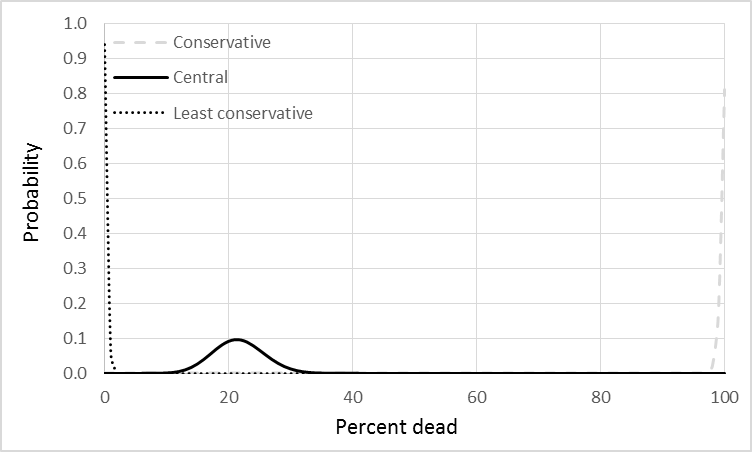 1.0
0.9
0.8
0.7
0.6
0.5
0.4
0.3
0.2
0.1
0.0
Probability
Conservative
Central
Least conservative
0 20 40 60 80 100
Percent dead